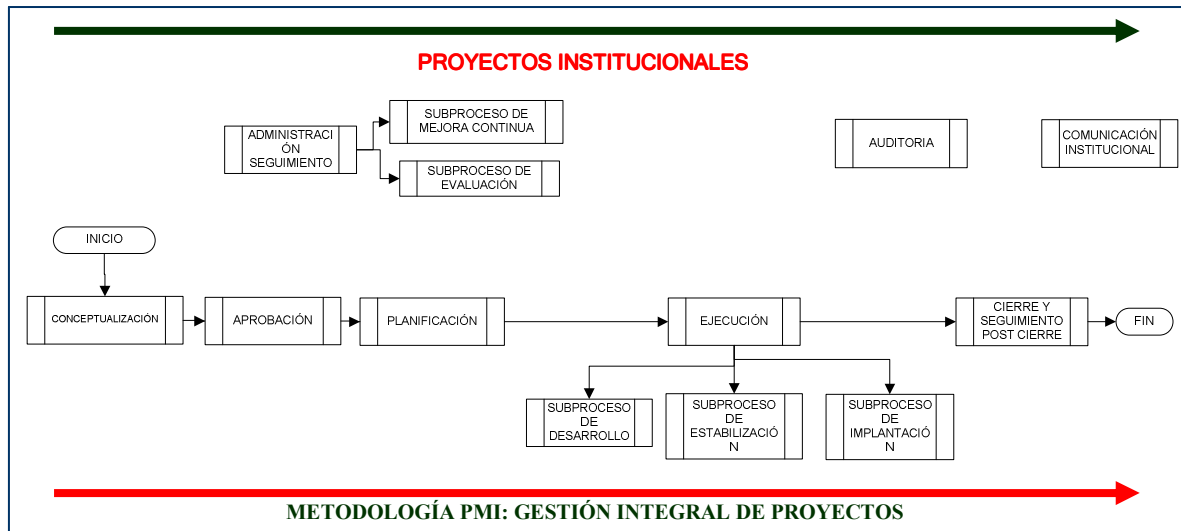 PROYECTOS INSTITUCIONALES
ADMINISTRACI
ÓN
SEGUIMIENTO
SUBPROCESO DE
MEJORA CONTINUA
SUBPROCESO DE
EVALUACIÓN
AUDITORIA
COMUNICACIÓN
INSTITUCIONAL
INICIO
CONCEPTUALIZACIÓN
APROBACIÓN
PLANIFICACIÓN
EJECUCIÓN
CIERRE Y
SEGUIMIENTO
POST CIERRE
FIN
SUBPROCESO
DE
DESARROLLO
SUBPROCESO
DE
ESTABILIZACIÓ
N
SUBPROCESO
DE
IMPLANTACIÓ
N
METODOLOGÍA PMI: GESTIÓN INTEGRAL DE PROYECTOS